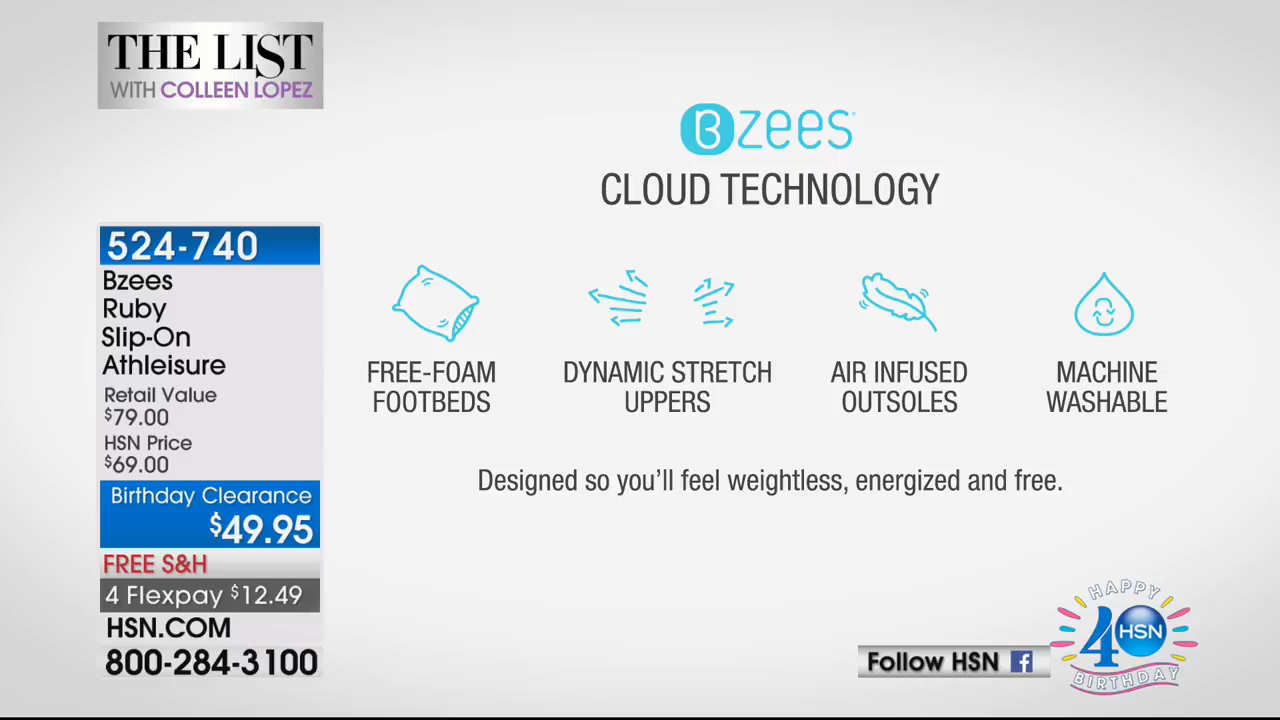 THE LIST
WITH COLLEEN LOPEZ
Bzees
CLOUD TECHNOLOGY
524-740
Bzees
Ruby
Slip-On
Athleisure
Retail Value
$79.00
HSN Price
$69.00
Birthday Clearance
$49.95
FREE S&H
4 Flexpay $12.49
HSN.COM
800-284-3100
FREE-FOAM
FOOTBEDS
DYNAMIC STRETCH
UPPERS
AIR INFUSED
OUTSOLES
MACHINE
WASHABLE
Designed so you'll feel weightless, energized and free.
Follow HSN f
HAPPY
40 HSN
BIRTHDAY